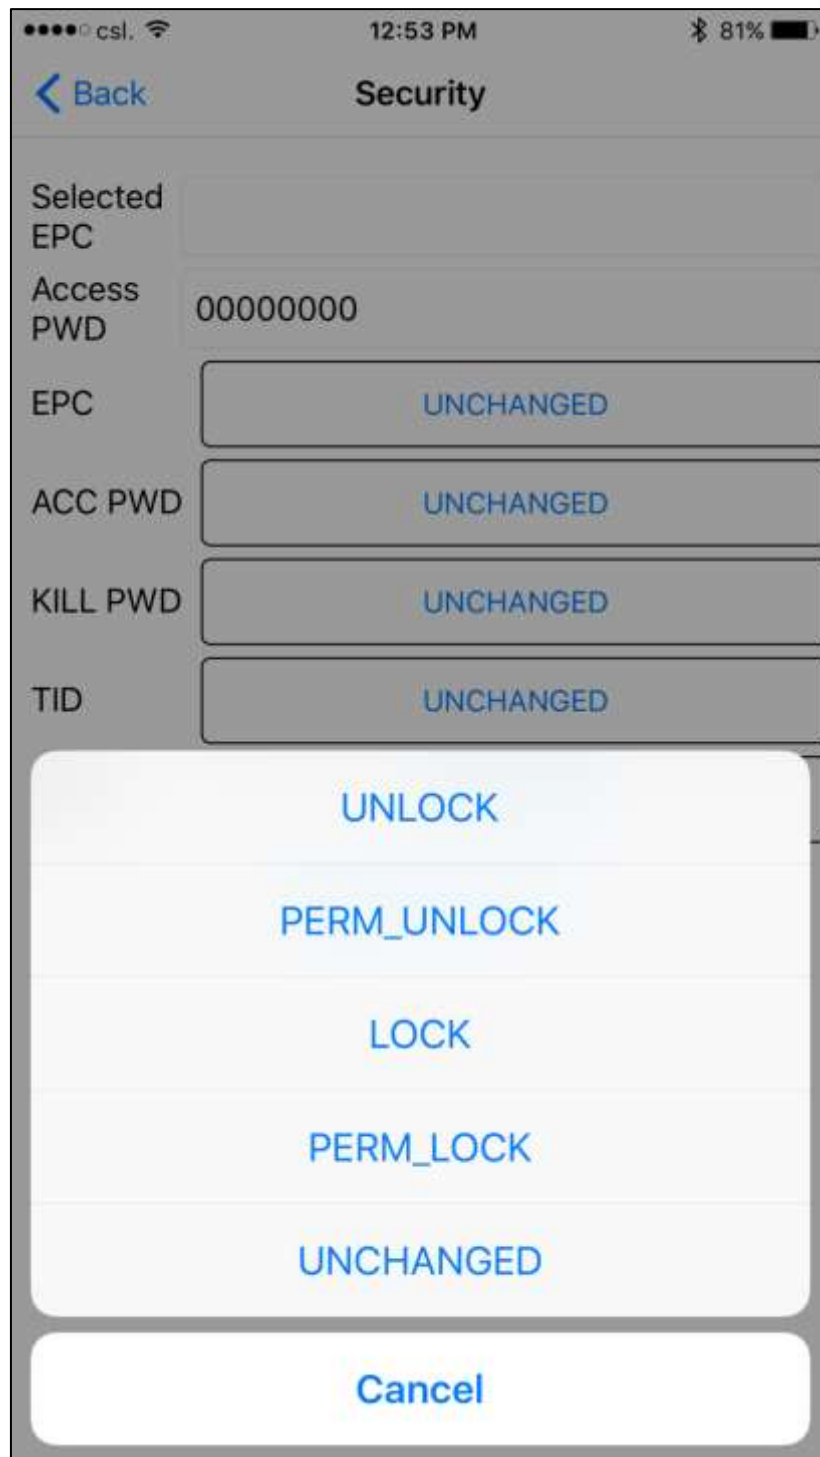 csl. 12:53 PM 81%
Back Security
Selected
EPC
Access
PWD
00000000
EPC UNCHANGED
ACC PWD UNCHANGED
KILL PWD UNCHANGED
TID UNCHANGED
UNLOCK
PERM_UNLOCK
LOCK
PERM_LOCK
UNCHANGED
Cancel